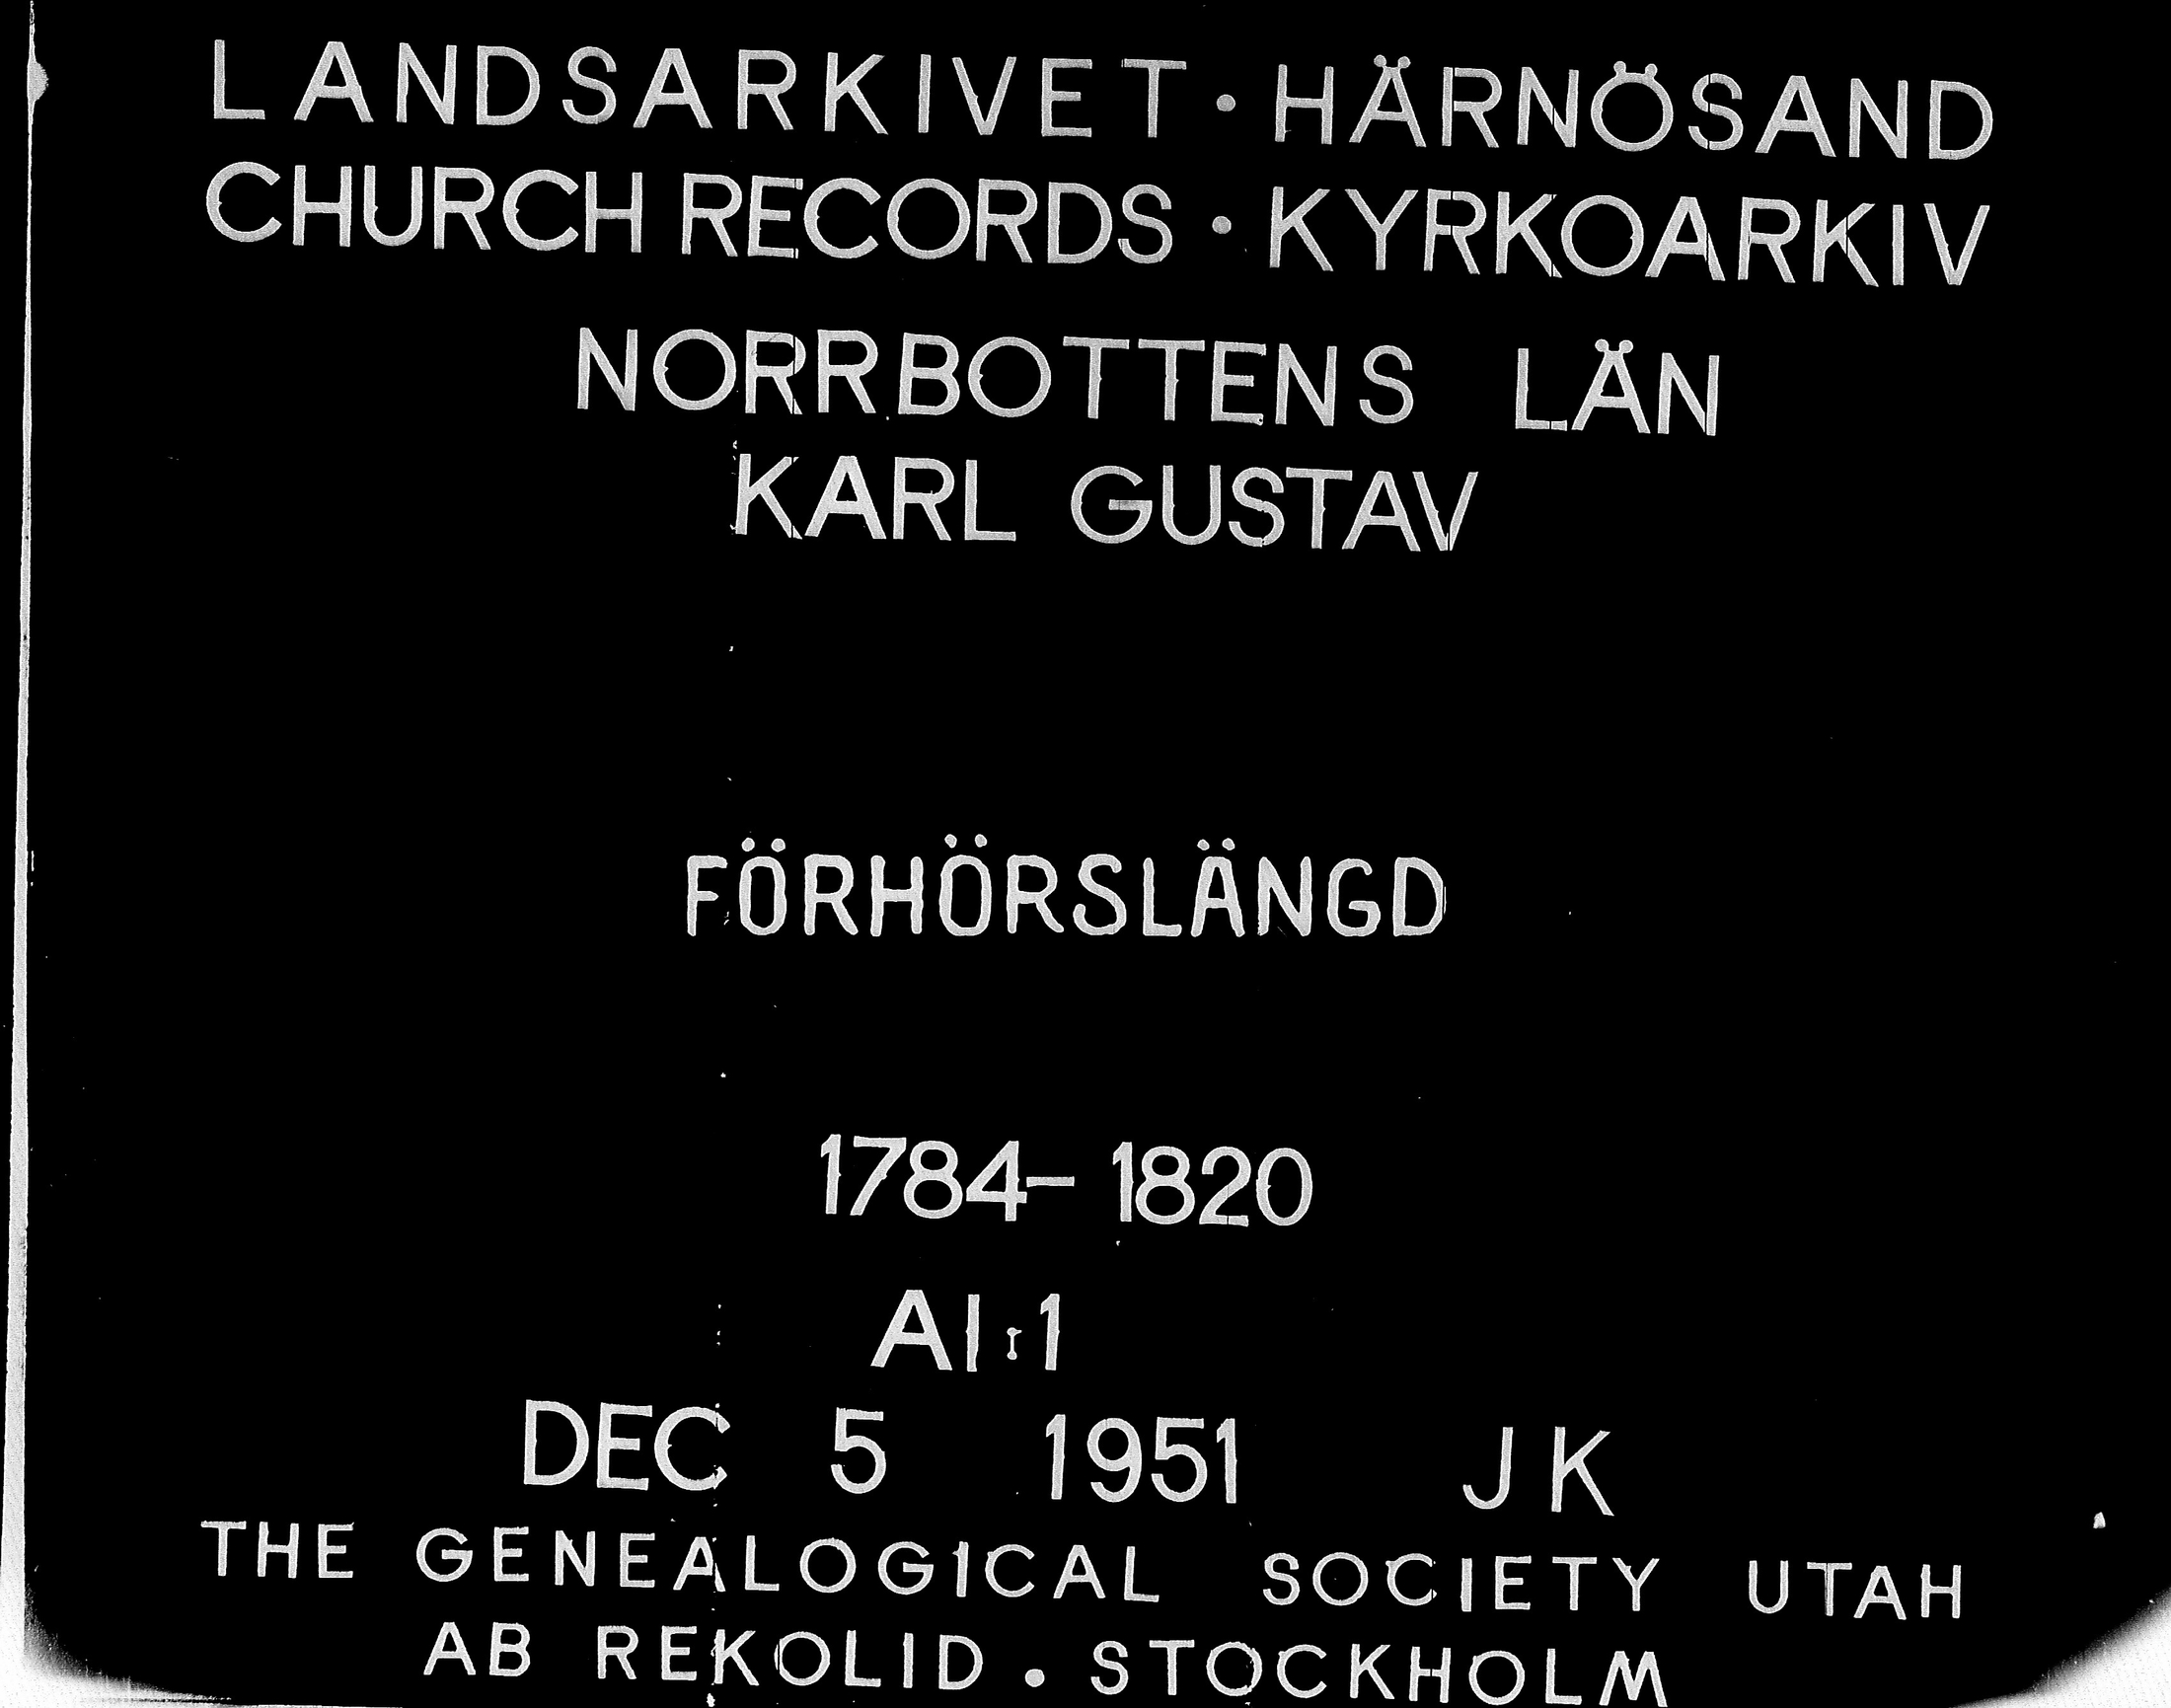 LANDSARKIVET · HÄRNÖSAND
CHURCH RECORDS · KYRKOARKIV
NORRBOTTENS LÄN
KARL GUSTAV
FÖRHÖRSLÄNGD
1784–1820
AI:1
DEC 5 1951 JK
THE GENEALOGICAL SOCIETY UTAH
AB REKOLID . STOCKHOLM